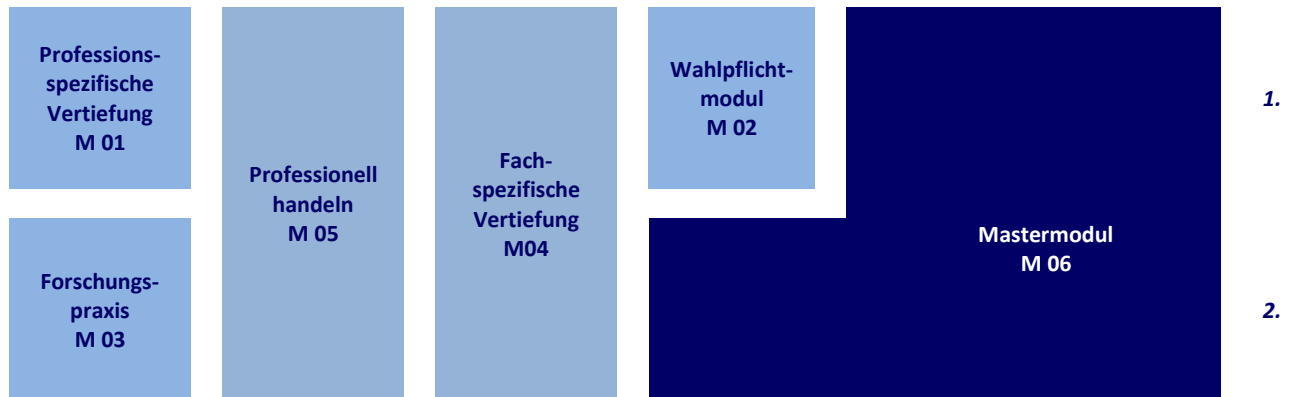 Professions-
spezifische
Vertiefung
M 01
Professionell
handeln
M 05
Fach-
spezifische
Vertiefung
M04
Wahlpflicht-
modul
M 02
1.
Forschungs-
praxis
M 03
Mastermodul
M 06
2.